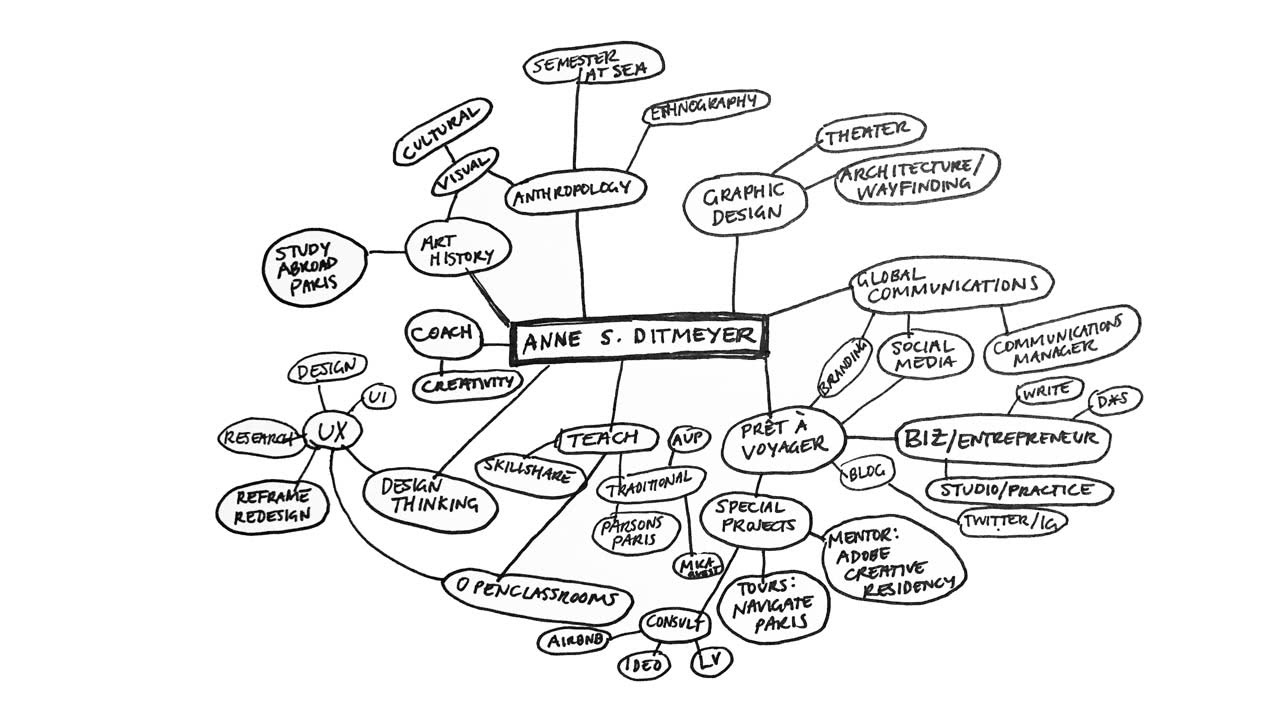 SEMESTER
AT SEA
ETHNOGRAPHY
CULTURAL
VISUAL
ANTHROPOLOGY
THEATER
ARCHITECTURE/
WAYFINDING
GRAPHIC
DESIGN
STUDY
ABROAD
PARIS
ART
HISTORY
GLOBAL
COMMUNICATIONS
COACH
CREATIVITY
ANNE S. DITMEYER
BRANDING
SOCIAL
MEDIA
COMMUNICATIONS
MANAGER
DESIGN
UI
RESEARCH
UX
REFRAME
REDESIGN
DESIGN
THINKING
TEACH
SKILLSHARE
AUP
TRADITIONAL
PARSONS
PARIS
MICA
GUEST
OPENCLASSROOMS
PRÊT À
VOYAGER
WRITE
D*S
BIZ/ENTREPRENEUR
STUDIO/PRACTICE
BLOG
TWITTER/IG
SPECIAL
PROJECTS
MENTOR:
ADOBE
CREATIVE
RESIDENCY
TOURS:
NAVIGATE
PARIS
CONSULT
AIRBNB
IDEO
LV